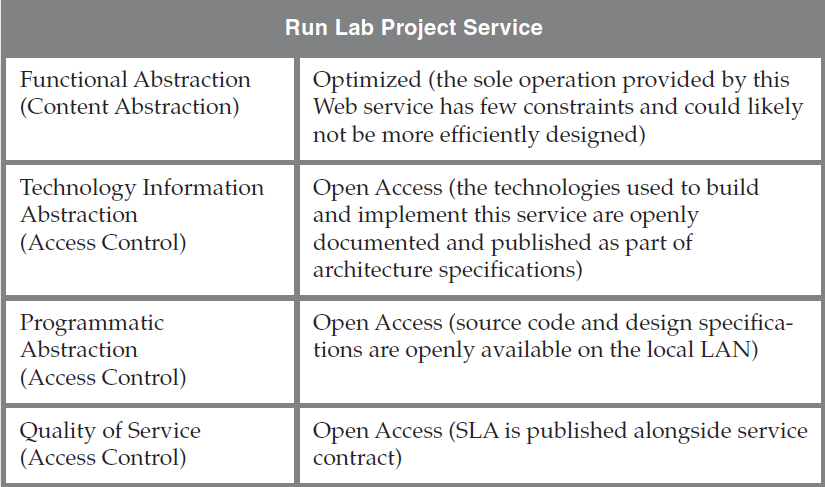 Run Lab Project Service
Functional Abstraction
(Content Abstraction)
Optimized (the sole operation provided by this
Web service has few constraints and could likely
not be more efficiently designed)
Technology Information
Abstraction
(Access Control)
Open Access (the technologies used to build
and implement this service are openly
documented and published as part of
architecture specifications)
Programmatic
Abstraction
(Access Control)
Open Access (source code and design specifica-
tions are openly available on the local LAN)
Quality of Service
(Access Control)
Open Access (SLA is published alongside service
contract)